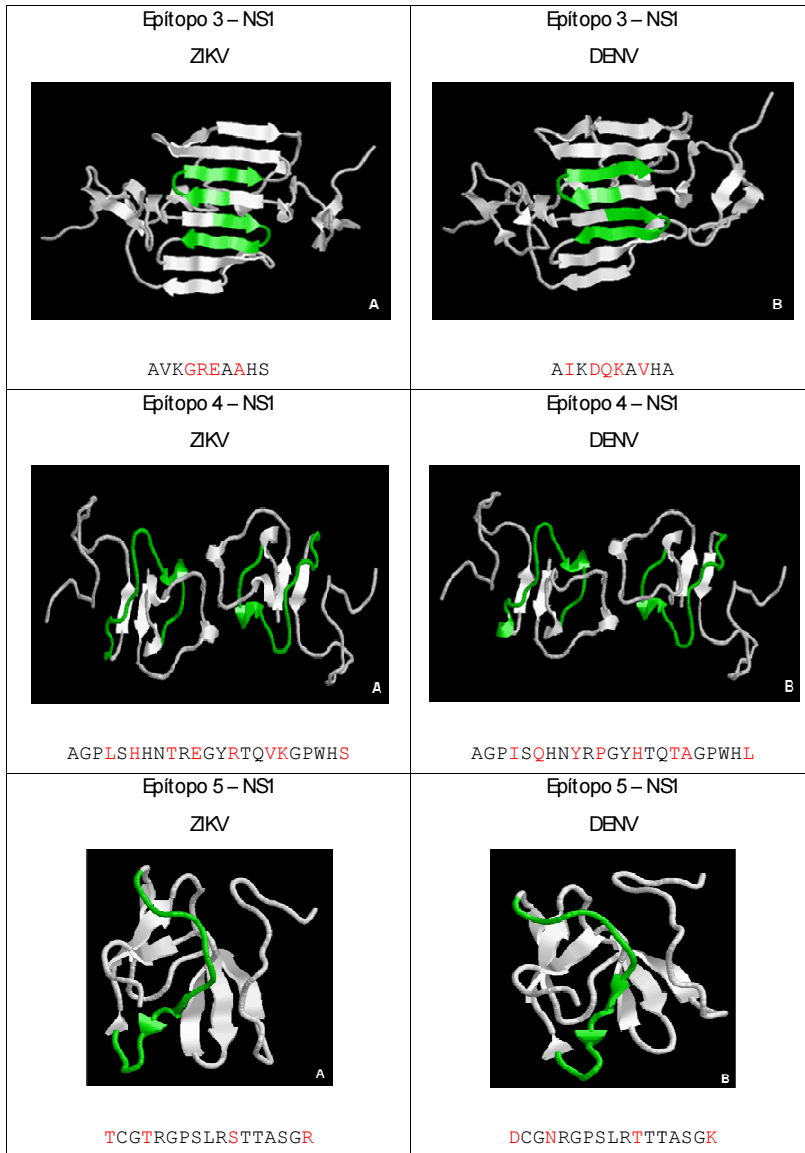 Epítopo 3 – NS1
ZIKV
A
AVKGREAAHS
Epítopo 3 – NS1
DENV
B
AIKDQKAVHA
Epítopo 4 – NS1
ZIKV
A
AGPLSHHNTREGYRTQVKGPWHS
Epítopo 4 – NS1
DENV
B
AGPISQHNYRPGYHTQTAGPWHL
Epítopo 5 – NS1
ZIKV
A
TCGTRGPSLRSTTASGR
Epítopo 5 – NS1
DENV
B
DCGNRGPSLRTTTASGK